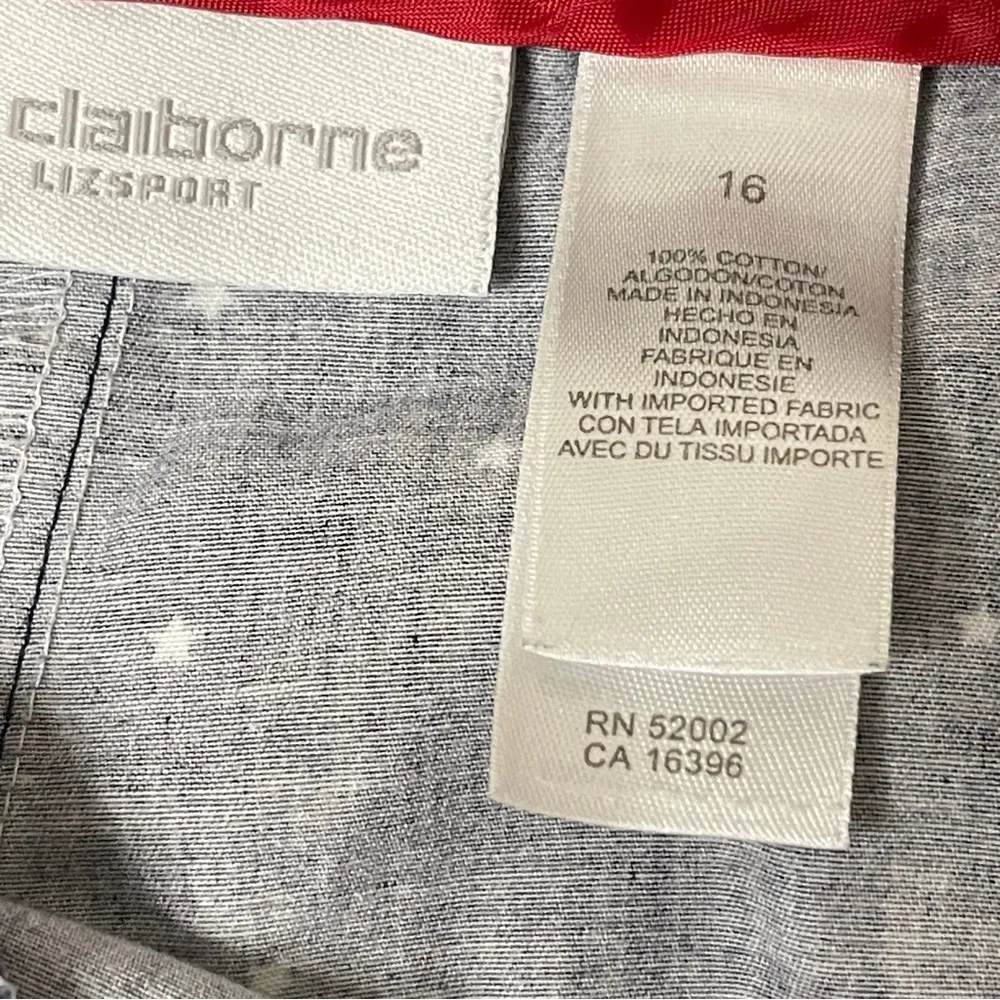 claiborne
LIZSPORT
16
100% COTTON/
ALGODON/COTON
MADE IN INDONESIA
HECHO EN
INDONESIA
FABRIQUE EN
INDONESIE
WITH IMPORTED FABRIC
CON TELA IMPORTADA
AVEC DU TISSU IMPORTE
RN 52002
CA 16396